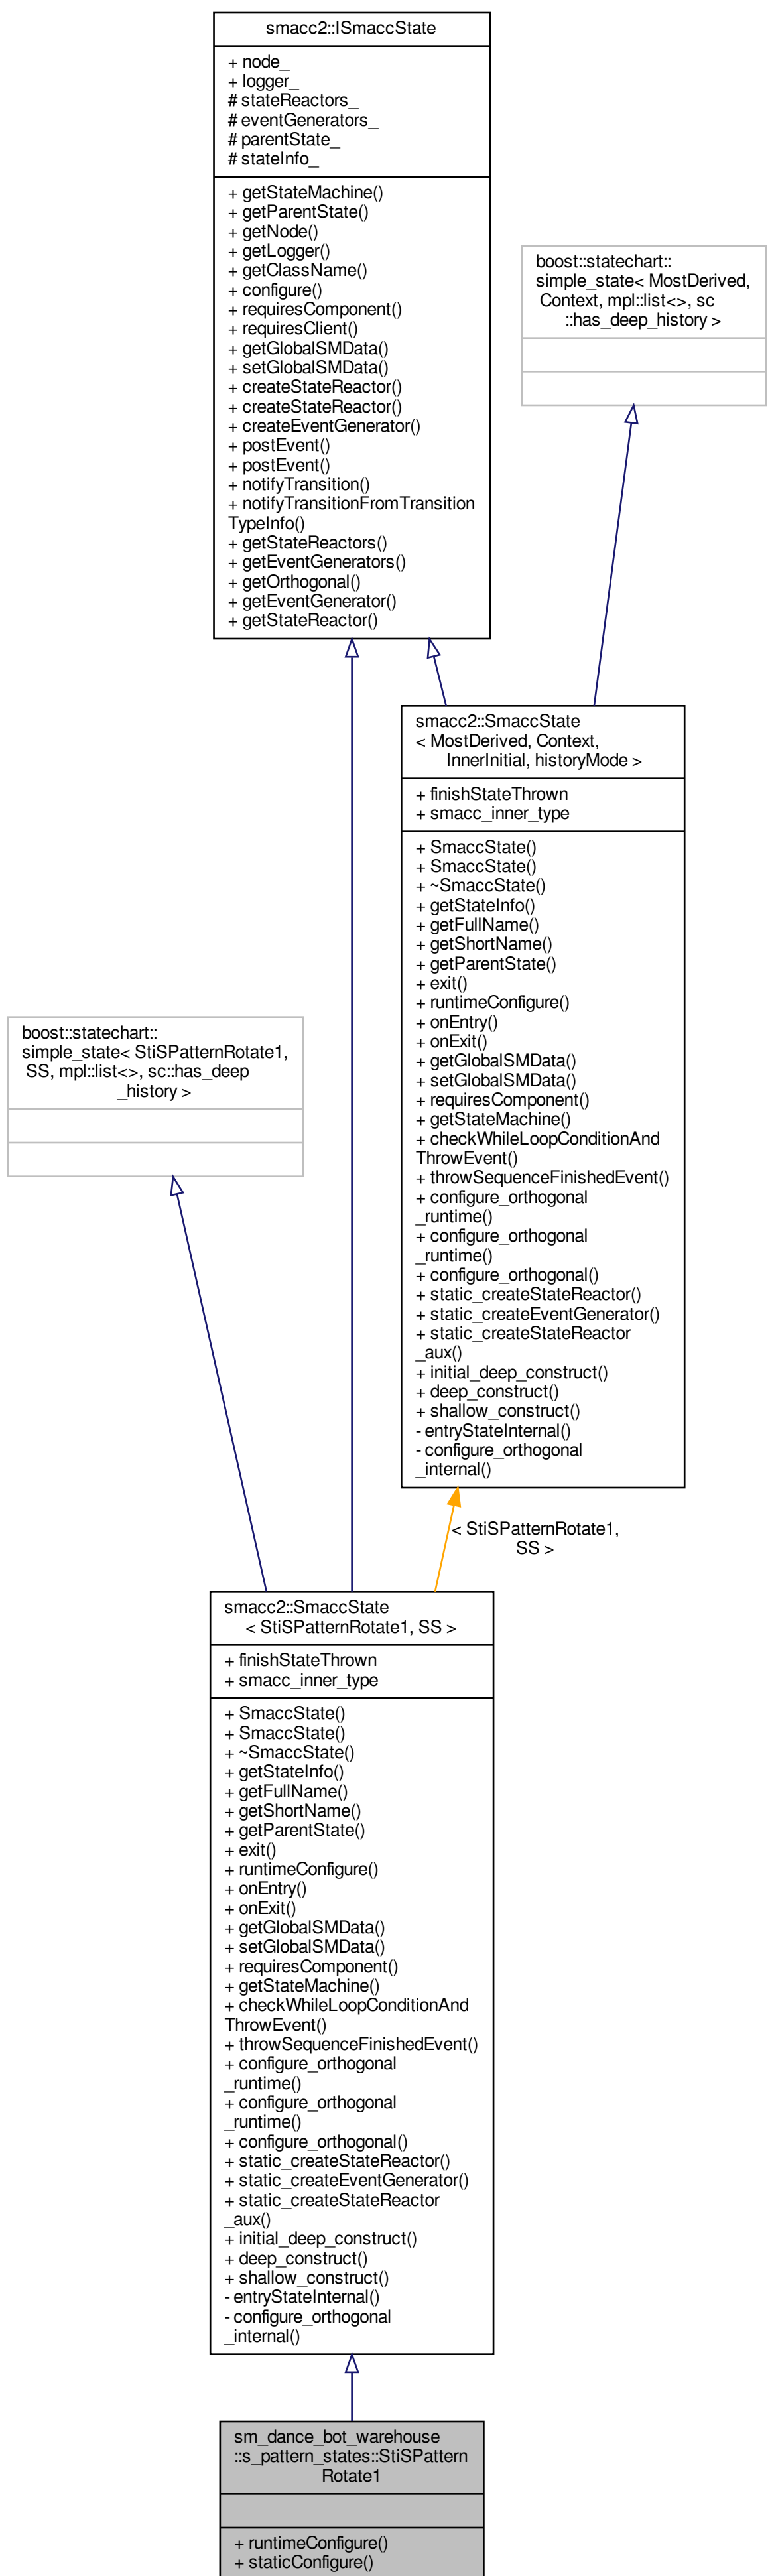 smacc2::ISmaccState
+ node_
+ logger_
# stateReactors_
# eventGenerators_
# parentState_
# stateInfo_
+ getStateMachine()
+ getParentState()
+ getNode()
+ getLogger()
+ getClassName()
+ configure()
+ requiresComponent()
+ requiresClient()
+ getGlobalSMData()
+ setGlobalSMData()
+ createStateReactor()
+ createStateReactor()
+ createEventGenerator()
+ postEvent()
+ postEvent()
+ notifyTransition()
+ notifyTransitionFromTransition
TypeInfo()
+ getStateReactors()
+ getEventGenerators()
+ getOrthogonal()
+ getEventGenerator()
+ getStateReactor()
boost::statechart::
simple_state< MostDerived,
Context, mpl::list<>, sc
::has_deep_history >
smacc2::SmaccState
< MostDerived, Context,
InnerInitial, historyMode >
+ finishStateThrown
+ smacc_inner_type
+ SmaccState()
+ SmaccState()
+ ~SmaccState()
+ getStateInfo()
+ getFullName()
+ getShortName()
+ getParentState()
+ exit()
+ runtimeConfigure()
+ onEntry()
+ onExit()
+ getGlobalSMData()
+ setGlobalSMData()
+ requiresComponent()
+ getStateMachine()
+ checkWhileLoopConditionAnd
ThrowEvent()
+ throwSequenceFinishedEvent()
+ configure_orthogonal
_runtime()
+ configure_orthogonal
_runtime()
+ configure_orthogonal()
+ static_createStateReactor()
+ static_createEventGenerator()
+ static_createStateReactor
_aux()
+ initial_deep_construct()
+ deep_construct()
+ shallow_construct()
- entryStateInternal()
- configure_orthogonal
_internal()
boost::statechart::
simple_state< StiSPatternRotate1,
SS, mpl::list<>, sc::has_deep
_history >
< StiSPatternRotate1,
SS >
smacc2::SmaccState
< StiSPatternRotate1, SS >
+ finishStateThrown
+ smacc_inner_type
+ SmaccState()
+ SmaccState()
+ ~SmaccState()
+ getStateInfo()
+ getFullName()
+ getShortName()
+ getParentState()
+ exit()
+ runtimeConfigure()
+ onEntry()
+ onExit()
+ getGlobalSMData()
+ setGlobalSMData()
+ requiresComponent()
+ getStateMachine()
+ checkWhileLoopConditionAnd
ThrowEvent()
+ throwSequenceFinishedEvent()
+ configure_orthogonal
_runtime()
+ configure_orthogonal
_runtime()
+ configure_orthogonal()
+ static_createStateReactor()
+ static_createEventGenerator()
+ static_createStateReactor
_aux()
+ initial_deep_construct()
+ deep_construct()
+ shallow_construct()
- entryStateInternal()
- configure_orthogonal
_internal()
sm_dance_bot_warehouse
::s_pattern_states::StiSPattern
Rotate1
+ runtimeConfigure()
+ staticConfigure()